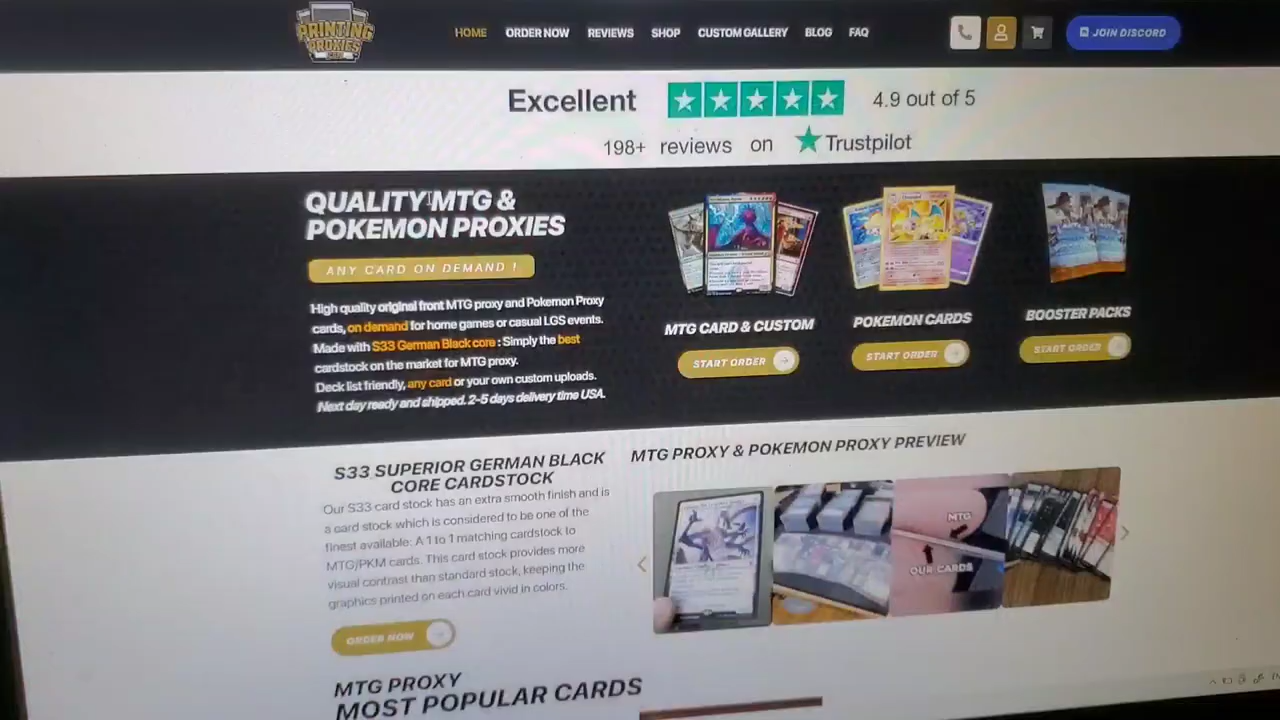 PRINTING
PROXIES
HOME ORDER NOW REVIEWS SHOP CUSTOM GALLERY BLOG FAQ
JOIN DISCORD
Excellent 4.9 out of 5
198+ reviews on Trustpilot
QUALITY MTG &
POKEMON PROXIES
ANY CARD ON DEMAND !
High quality original front MTG proxy and Pokemon Proxy
cards, on demand for home games or casual LGS events.
Made with S33 German Black core : Simply the best
cardstock on the market for MTG proxy.
Deck list friendly, any card or your own custom uploads.
Next day ready and shipped. 2-5 days delivery time USA.
MTG CARD & CUSTOM
START ORDER
POKEMON CARDS
START ORDER
BOOSTER PACKS
START ORDER
S33 SUPERIOR GERMAN BLACK
CORE CARDSTOCK
Our S33 card stock has an extra smooth finish and is
a card stock which is considered to be one of the
finest available: A 1 to 1 matching cardstock to
MTG/PKM cards. This card stock provides more
visual contrast than standard stock, keeping the
graphics printed on each card vivid in colors.
ORDER NOW
MTG PROXY & POKEMON PROXY PREVIEW
MTG
OUR CARDS
MTG PROXY
MOST POPULAR CARDS